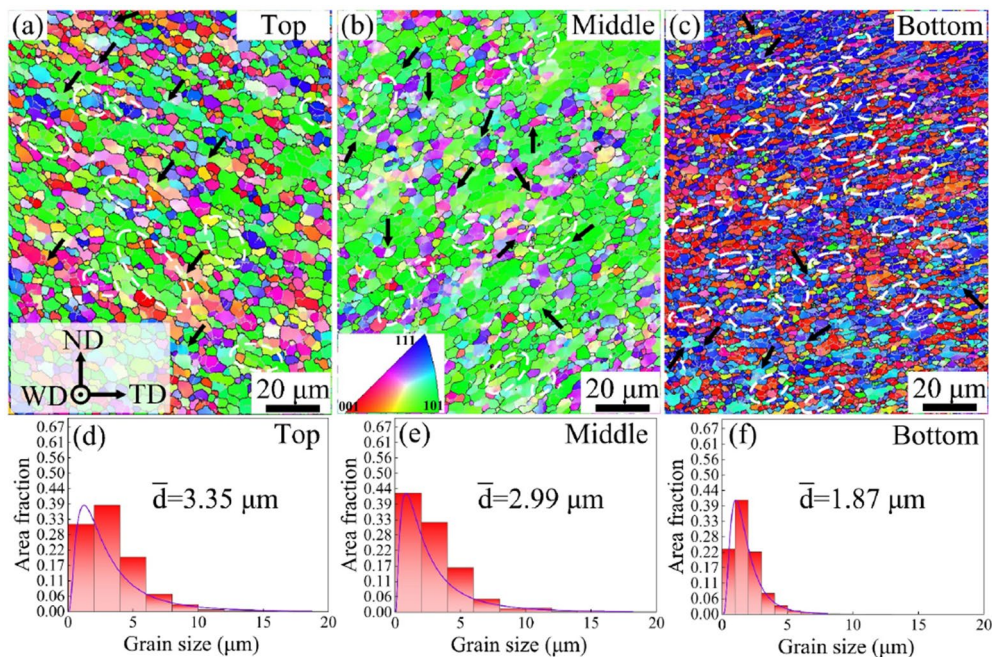 (a) Top
(b) Middle
(c) Bottom
ND
WD TD
20 μm
111
001 101
20 μm
20 μm
(d) Top
d̅=3.35 μm
Area fraction
0.67
0.61
0.56
0.50
0.44
0.39
0.33
0.28
0.22
0.17
0.11
0.06
0.00
0 5 10 15 20
Grain size (μm)
(e) Middle
d̅=2.99 μm
Area fraction
0.67
0.61
0.56
0.50
0.44
0.39
0.33
0.28
0.22
0.17
0.11
0.06
0.00
0 5 10 15 20
Grain size (μm)
(f) Bottom
d̅=1.87 μm
Area fraction
0.67
0.61
0.56
0.50
0.44
0.39
0.33
0.28
0.22
0.17
0.11
0.06
0.00
0 5 10 15 20
Grain size (μm)